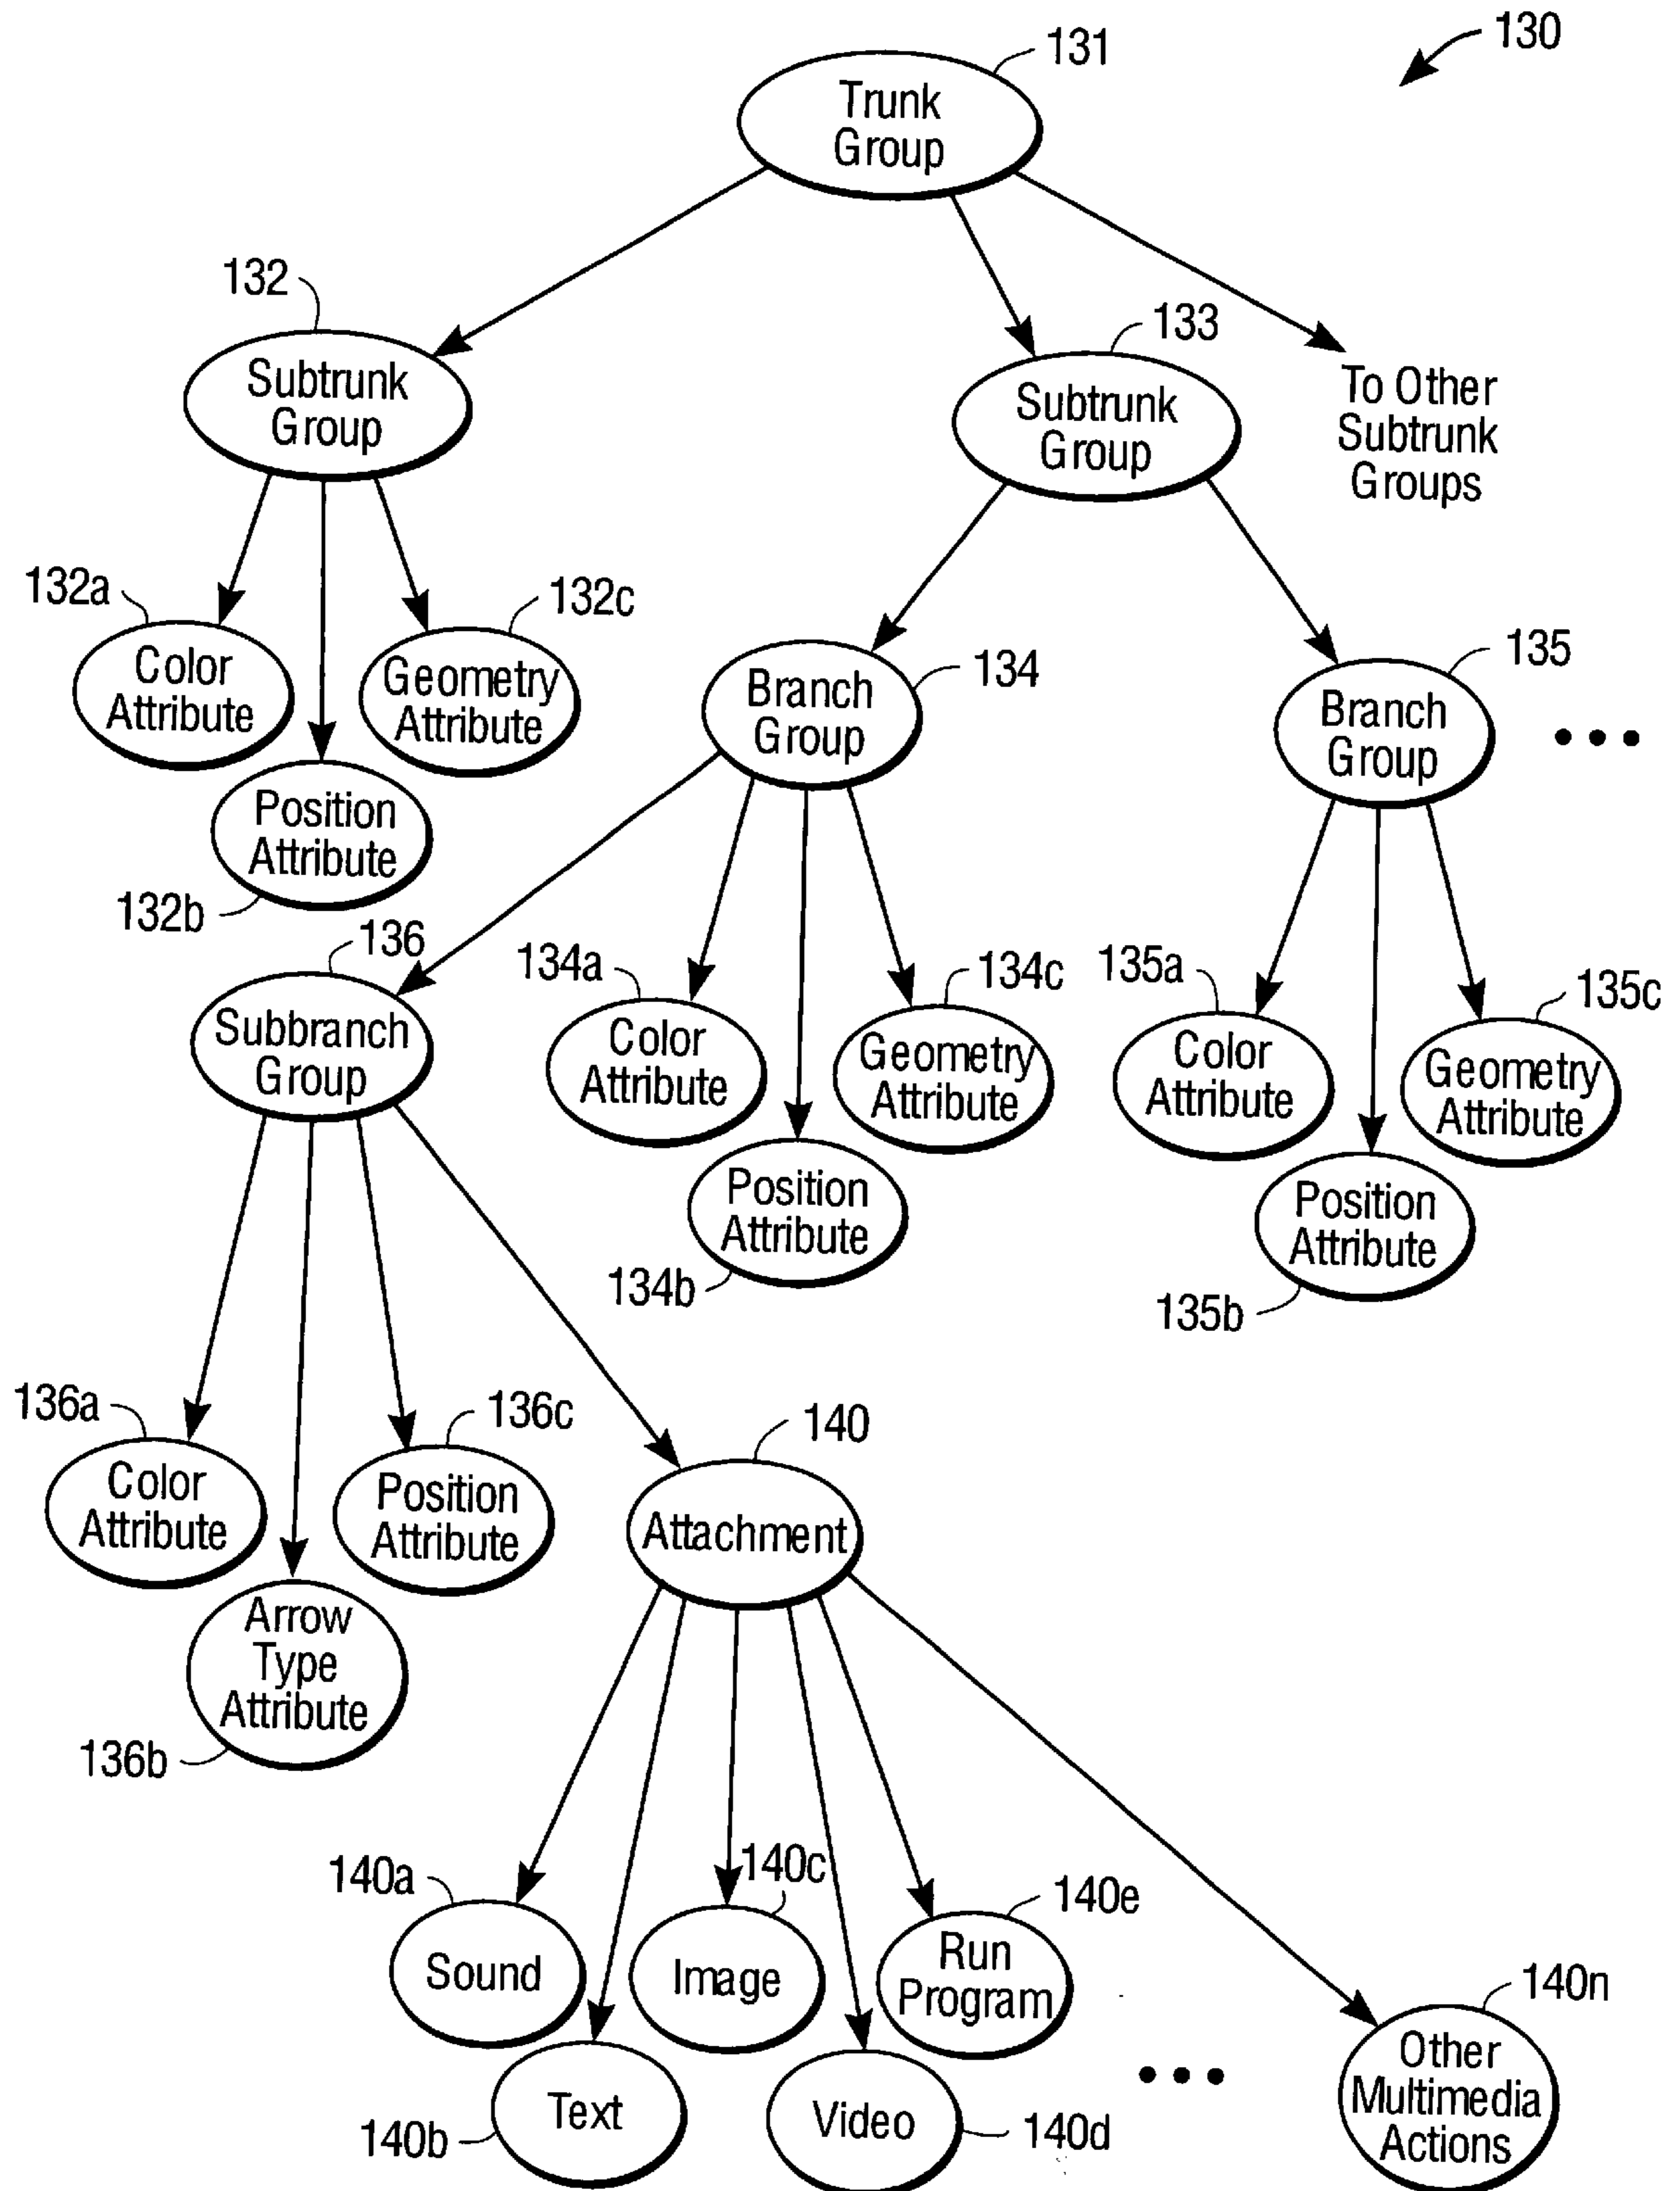 130
131
Trunk
Group
132
Subtrunk
Group
133
Subtrunk
Group
To Other
Subtrunk
Groups
132a
Color
Attribute
132c
Geometry
Attribute
Position
Attribute
132b
134
Branch
Group
135
Branch
Group
• • •
136
Subbranch
Group
134a
Color
Attribute
134c
Geometry
Attribute
Position
Attribute
134b
135a
Color
Attribute
135c
Geometry
Attribute
Position
Attribute
135b
136a
Color
Attribute
136c
Position
Attribute
Arrow
Type
Attribute
136b
140
Attachment
140a
Sound
140c
Image
140e
Run
Program
Text
140b
Video
140d
• • •
140n
Other
Multimedia
Actions